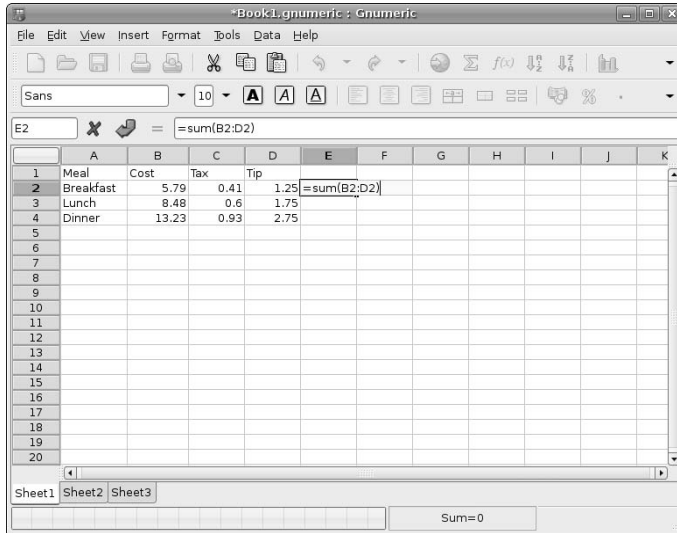 *Book1.gnumeric : Gnumeric
File Edit View Insert Format Tools Data Help
Sans 10 A A A %
E2 = =sum(B2:D2)
A B C D E F G H I J K
1 Meal Cost Tax Tip
2 Breakfast 5.79 0.41 1.25 =sum(B2:D2)
3 Lunch 8.48 0.6 1.75
4 Dinner 13.23 0.93 2.75
5
6
7
8
9
10
11
12
13
14
15
16
17
18
19
20
Sheet1 Sheet2 Sheet3
Sum=0